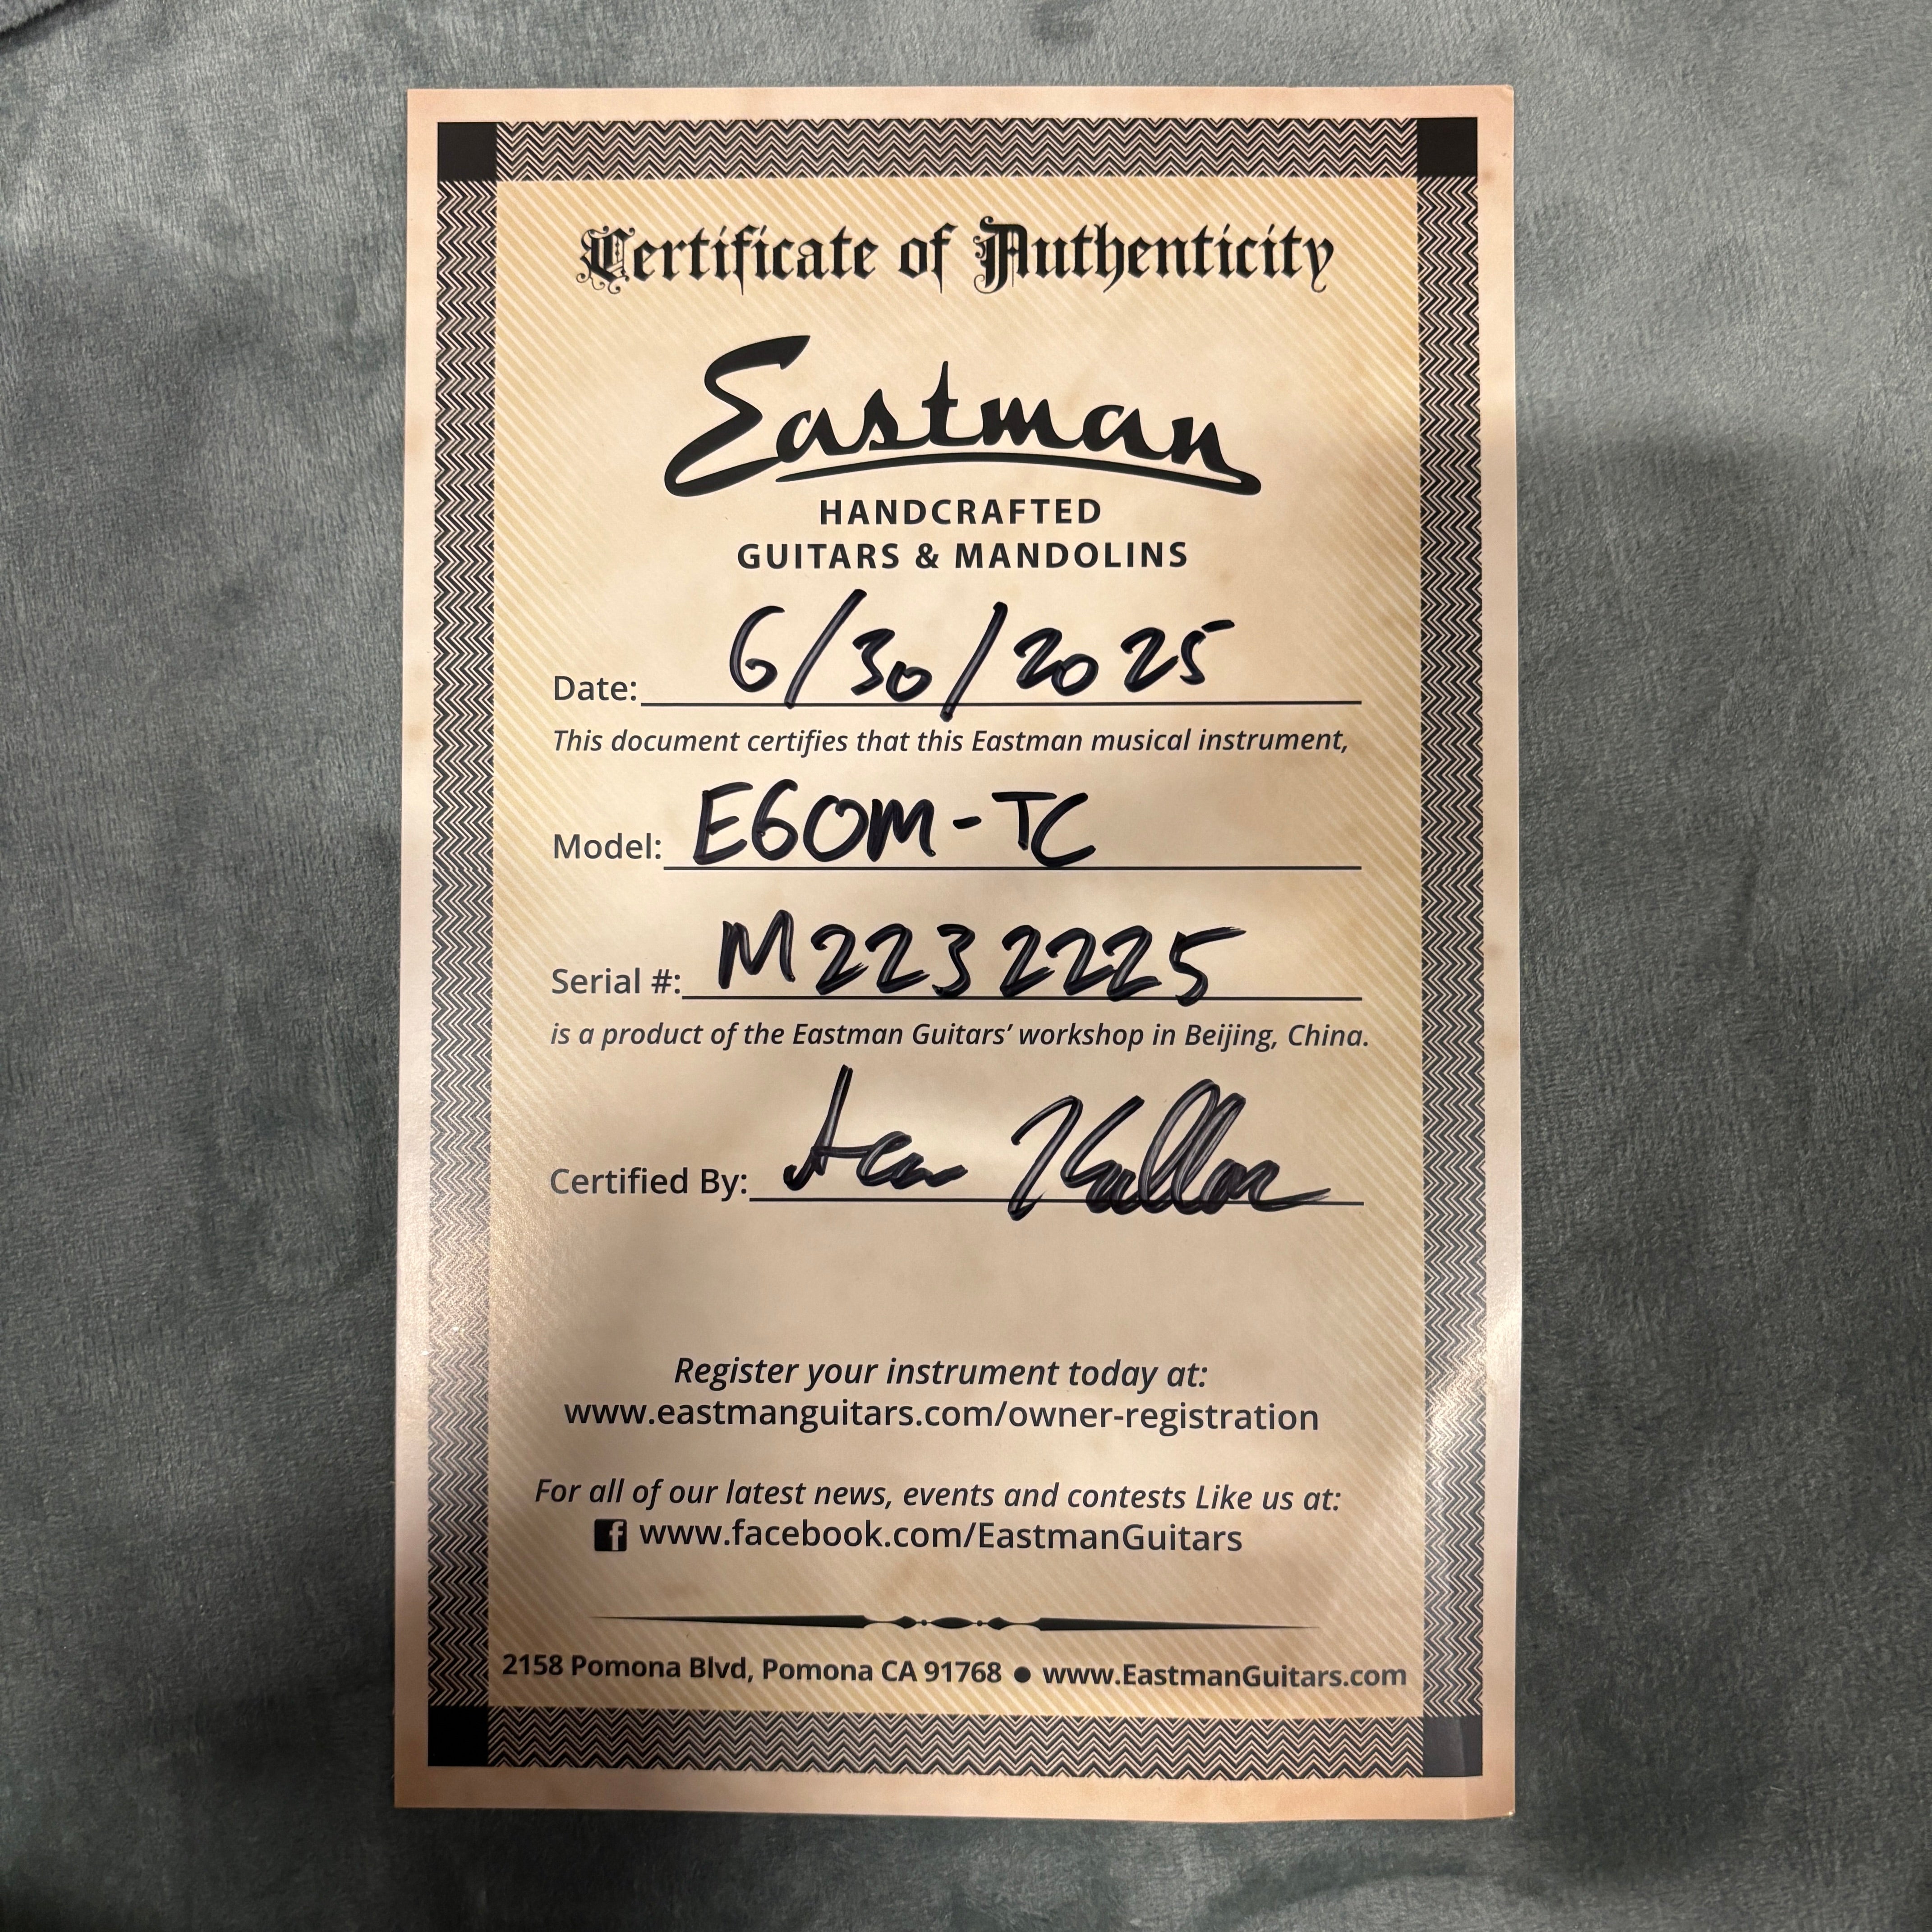 Certificate of Authenticity
Eastman
HANDCRAFTED
GUITARS & MANDOLINS
Date: 6/30/2025
This document certifies that this Eastman musical instrument,
Model: E6OM-TC
Serial #: M2232225
is a product of the Eastman Guitars' workshop in Beijing, China.
Certified By:
Register your instrument today at:
www.eastmanguitars.com/owner-registration
For all of our latest news, events and contests Like us at:
f www.facebook.com/EastmanGuitars
2158 Pomona Blvd, Pomona CA 91768 ● www.EastmanGuitars.com